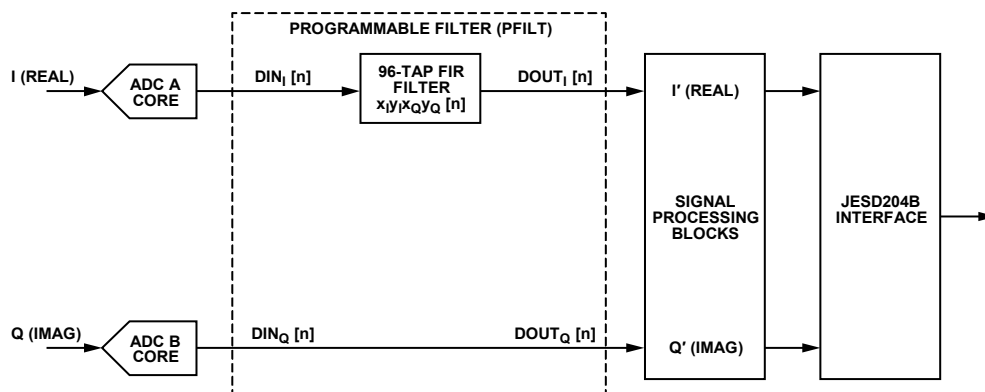 PROGRAMMABLE FILTER (PFILT)
I (REAL)
ADC A
CORE
DINI [n]
96-TAP FIR
FILTER
xIyIxQyQ [n]
DOUTI [n]
I′ (REAL)
SIGNAL
PROCESSING
BLOCKS
JESD204B
INTERFACE
Q (IMAG)
ADC B
CORE
DINQ [n]
DOUTQ [n]
Q′ (IMAG)